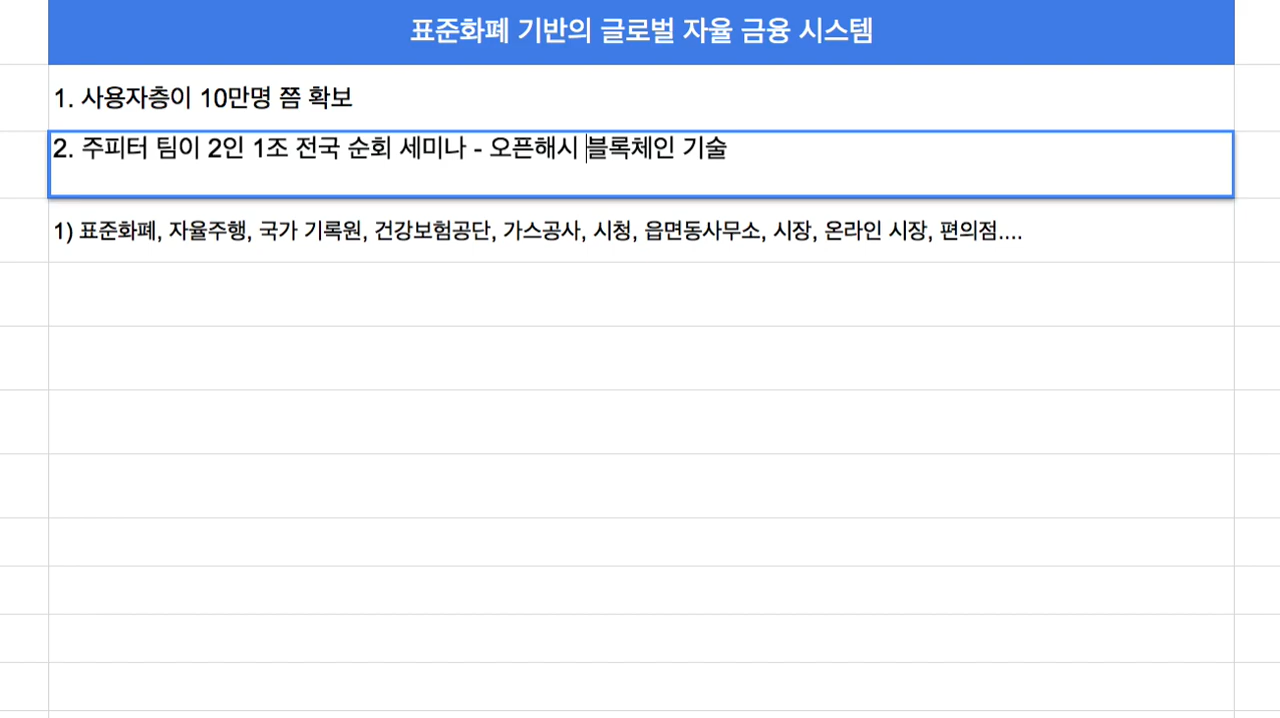 표준화폐 기반의 글로벌 자율 금융 시스템
1. 사용자층이 10만명 쯤 확보
2. 주피터 팀이 2인 1조 전국 순회 세미나 - 오픈해시 블록체인 기술
1) 표준화폐, 자율주행, 국가 기록원, 건강보험공단, 가스공사, 시청, 읍면동사무소, 시장, 온라인 시장, 편의점....